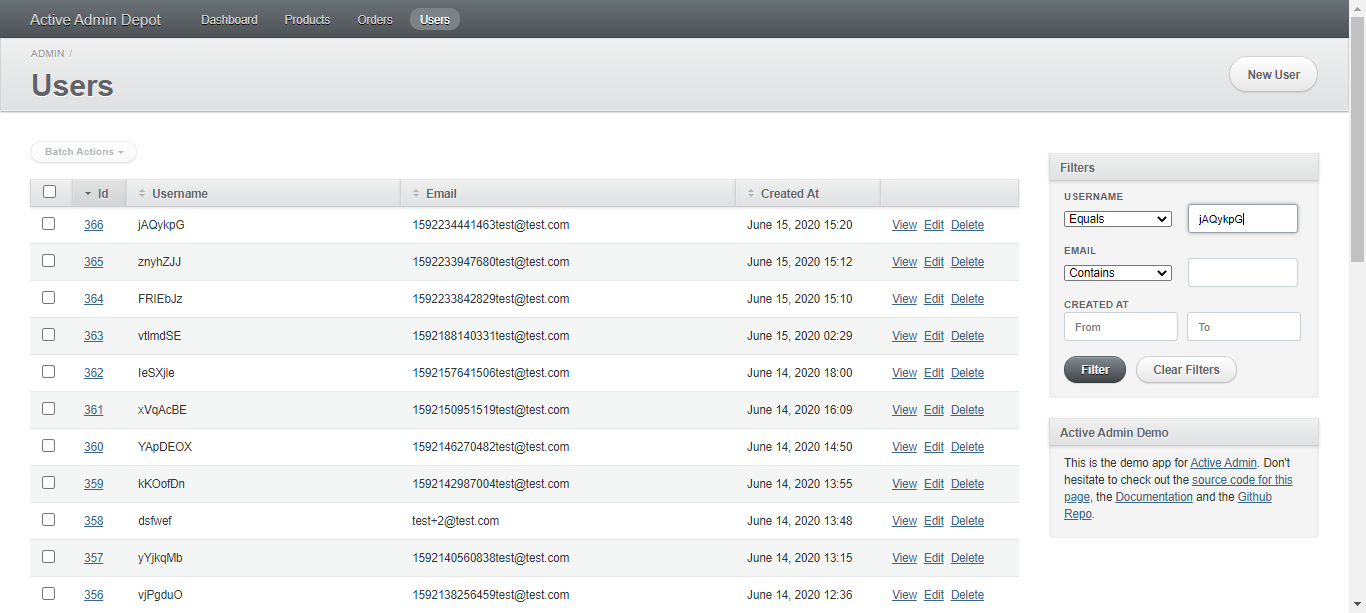 Active Admin Depot Dashboard Products Orders Users
ADMIN /
Users
New User
Batch Actions
Id Username Email Created At
366 jAQykpG 1592234441463test@test.com June 15, 2020 15:20 View Edit Delete
365 znyhZJJ 1592233947680test@test.com June 15, 2020 15:12 View Edit Delete
364 FRIEbJz 1592233842829test@test.com June 15, 2020 15:10 View Edit Delete
363 vtlmdSE 1592188140331test@test.com June 15, 2020 02:29 View Edit Delete
362 IeSXjle 1592157641506test@test.com June 14, 2020 18:00 View Edit Delete
361 xVqAcBE 1592150951519test@test.com June 14, 2020 16:09 View Edit Delete
360 YApDEOX 1592146270482test@test.com June 14, 2020 14:50 View Edit Delete
359 kKOofDn 1592142987004test@test.com June 14, 2020 13:55 View Edit Delete
358 dsfwef test+2@test.com June 14, 2020 13:48 View Edit Delete
357 yYjkqMb 1592140560838test@test.com June 14, 2020 13:15 View Edit Delete
356 vjPgduO 1592138256459test@test.com June 14, 2020 12:36 View Edit Delete
Filters
USERNAME
Equals jAQykpG
EMAIL
Contains
CREATED AT
From To
Filter Clear Filters
Active Admin Demo
This is the demo app for Active Admin. Don't
hesitate to check out the source code for this
page, the Documentation and the Github
Repo.